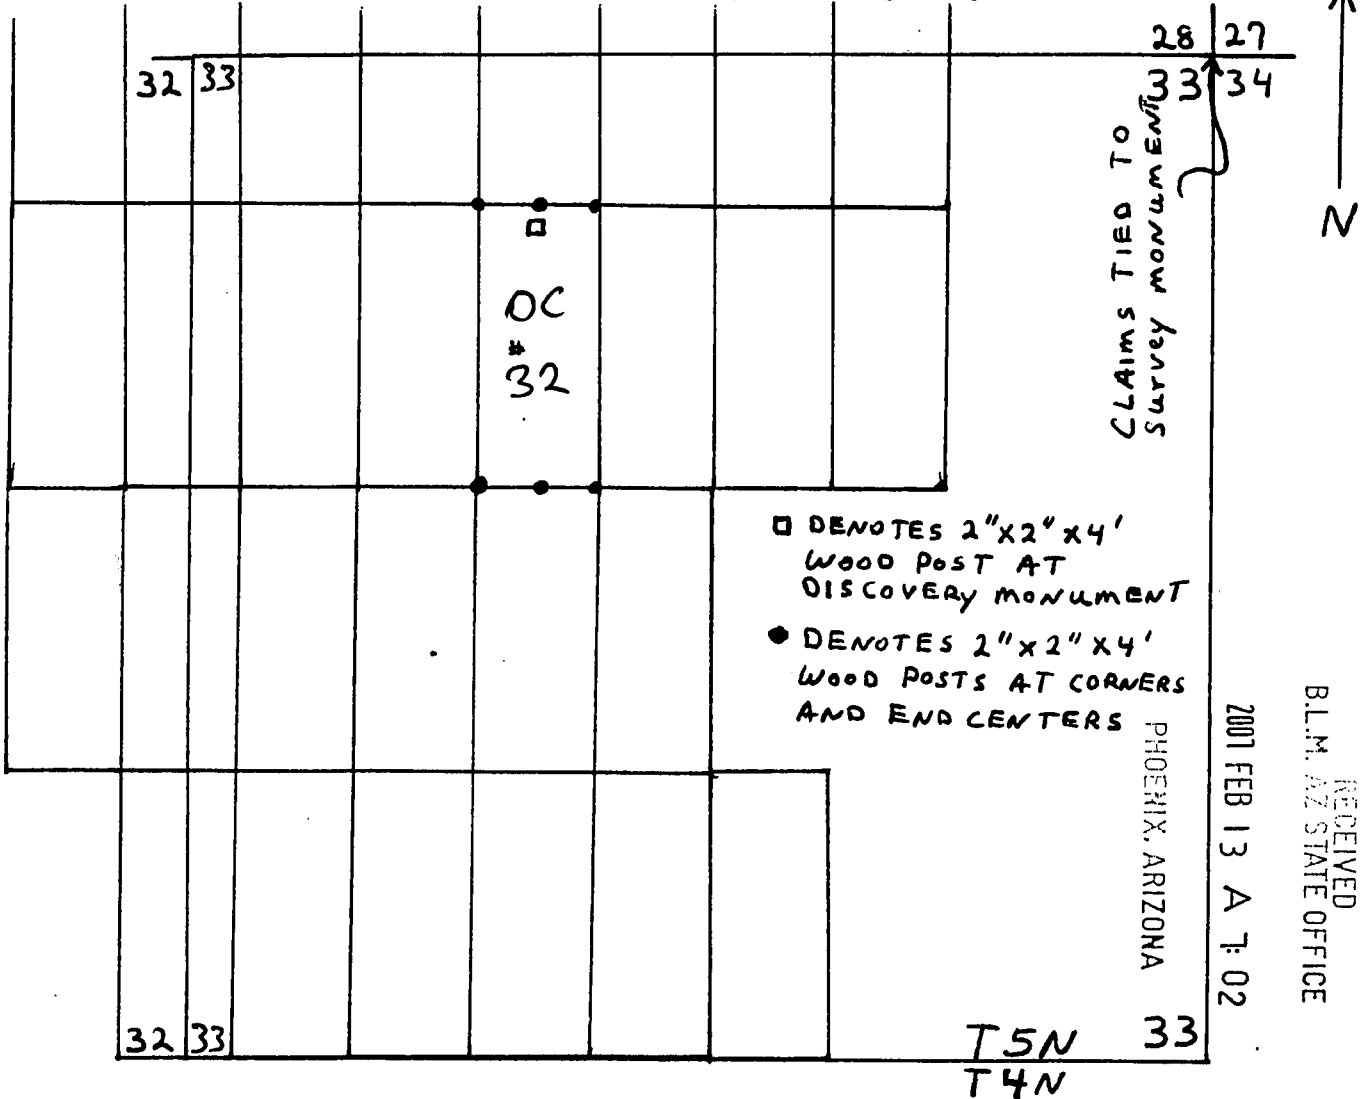 28 27
32 33
33 34
N
CLAIMS TIED TO
Survey MONUMENT
DC
#
32
□ DENOTES 2"X2"X4'
WOOD POST AT
DISCOVERY MONUMENT
● DENOTES 2"X2"X4'
WOOD POSTS AT CORNERS
AND END CENTERS
RECEIVED
B.L.M. AZ STATE OFFICE
2007 FEB 13 A 7:02
PHOENIX, ARIZONA
32 33
T5N 33
T4N